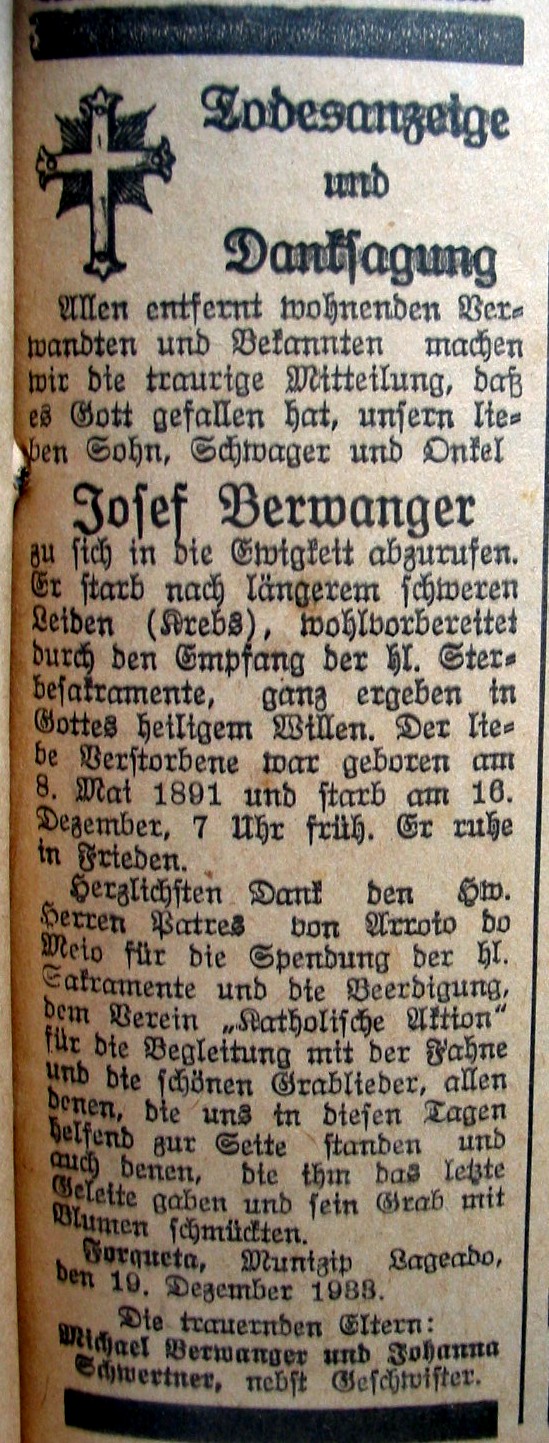 Todesanzeige
und
Danksagung
Allen entfernt wohnenden Ver-
wandten und Bekannten machen
wir die traurige Mitteilung, daß
es Gott gefallen hat, unsern lie-
ben Sohn, Schwager und Onkel
Josef Berwanger
zu sich in die Ewigkeit abzurufen.
Er starb nach längerem schweren
Leiden (Krebs), wohlvorbereitet
durch den Empfang der hl. Ster-
besakramente, ganz ergeben in
Gottes heiligem Willen. Der lie-
be Verstorbene war geboren am
8. Mai 1891 und starb am 16.
Dezember, 7 Uhr früh. Er ruhe
in Frieden.
Herzlichsten Dank den Hw.
Herren Patres von Arroio do
Meio für die Spendung der hl.
Sakramente und die Beerdigung,
dem Verein „Katholische Aktion“
für die Begleitung mit der Fahne
und die schönen Grablieder, allen
denen, die uns in diesen Tagen
helfend zur Seite standen und
auch denen, die ihm das letzte
Geleite gaben und sein Grab mit
Blumen schmückten.
Forqueta, Munizip Lageado,
den 19. Dezember 1938.
Die trauernden Eltern:
Michael Berwanger und Johanna
Schwertner, nebst Geschwister.